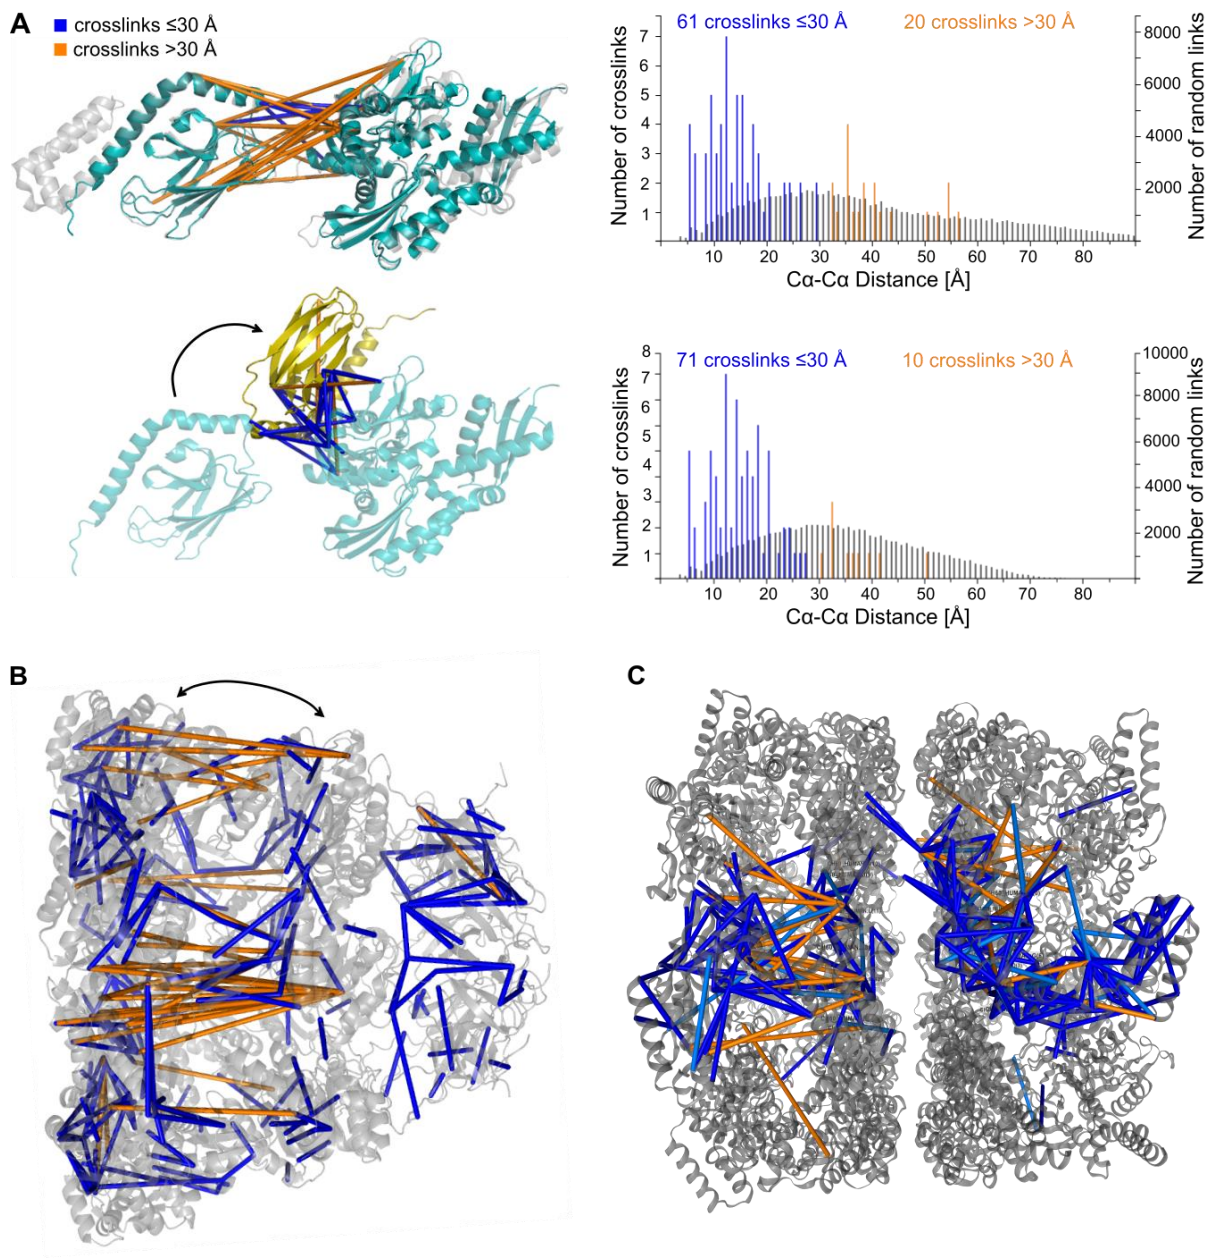 A
crosslinks ≤30 Å
crosslinks >30 Å
61 crosslinks ≤30 Å
20 crosslinks >30 Å
Number of crosslinks
7
6
5
4
3
2
1
8000
6000
4000
2000
0
Number of random links
10 20 30 40 50 60 70 80
Cα-Cα Distance [Å]
71 crosslinks ≤30 Å
10 crosslinks >30 Å
Number of crosslinks
8
7
6
5
4
3
2
1
10000
8000
6000
4000
2000
0
Number of random links
10 20 30 40 50 60 70 80
Cα-Cα Distance [Å]
B
C